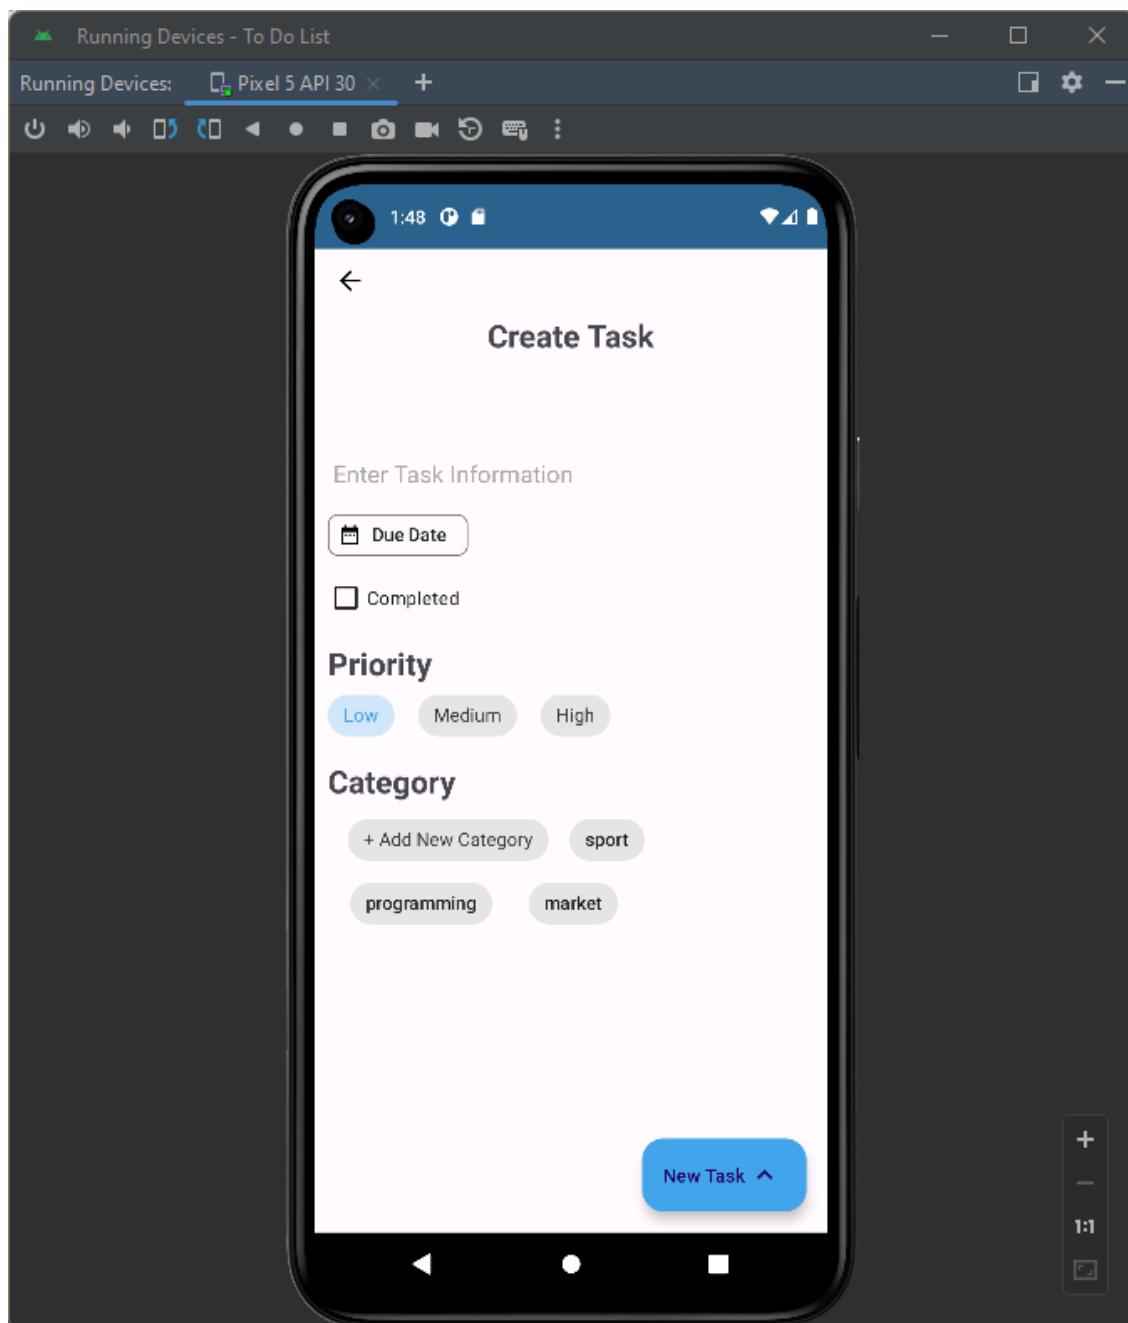 Running Devices - To Do List
Running Devices: Pixel 5 API 30
1:48
Create Task
Enter Task Information
Due Date
Completed
Priority
Low Medium High
Category
+ Add New Category sport
programming market
New Task
1:1